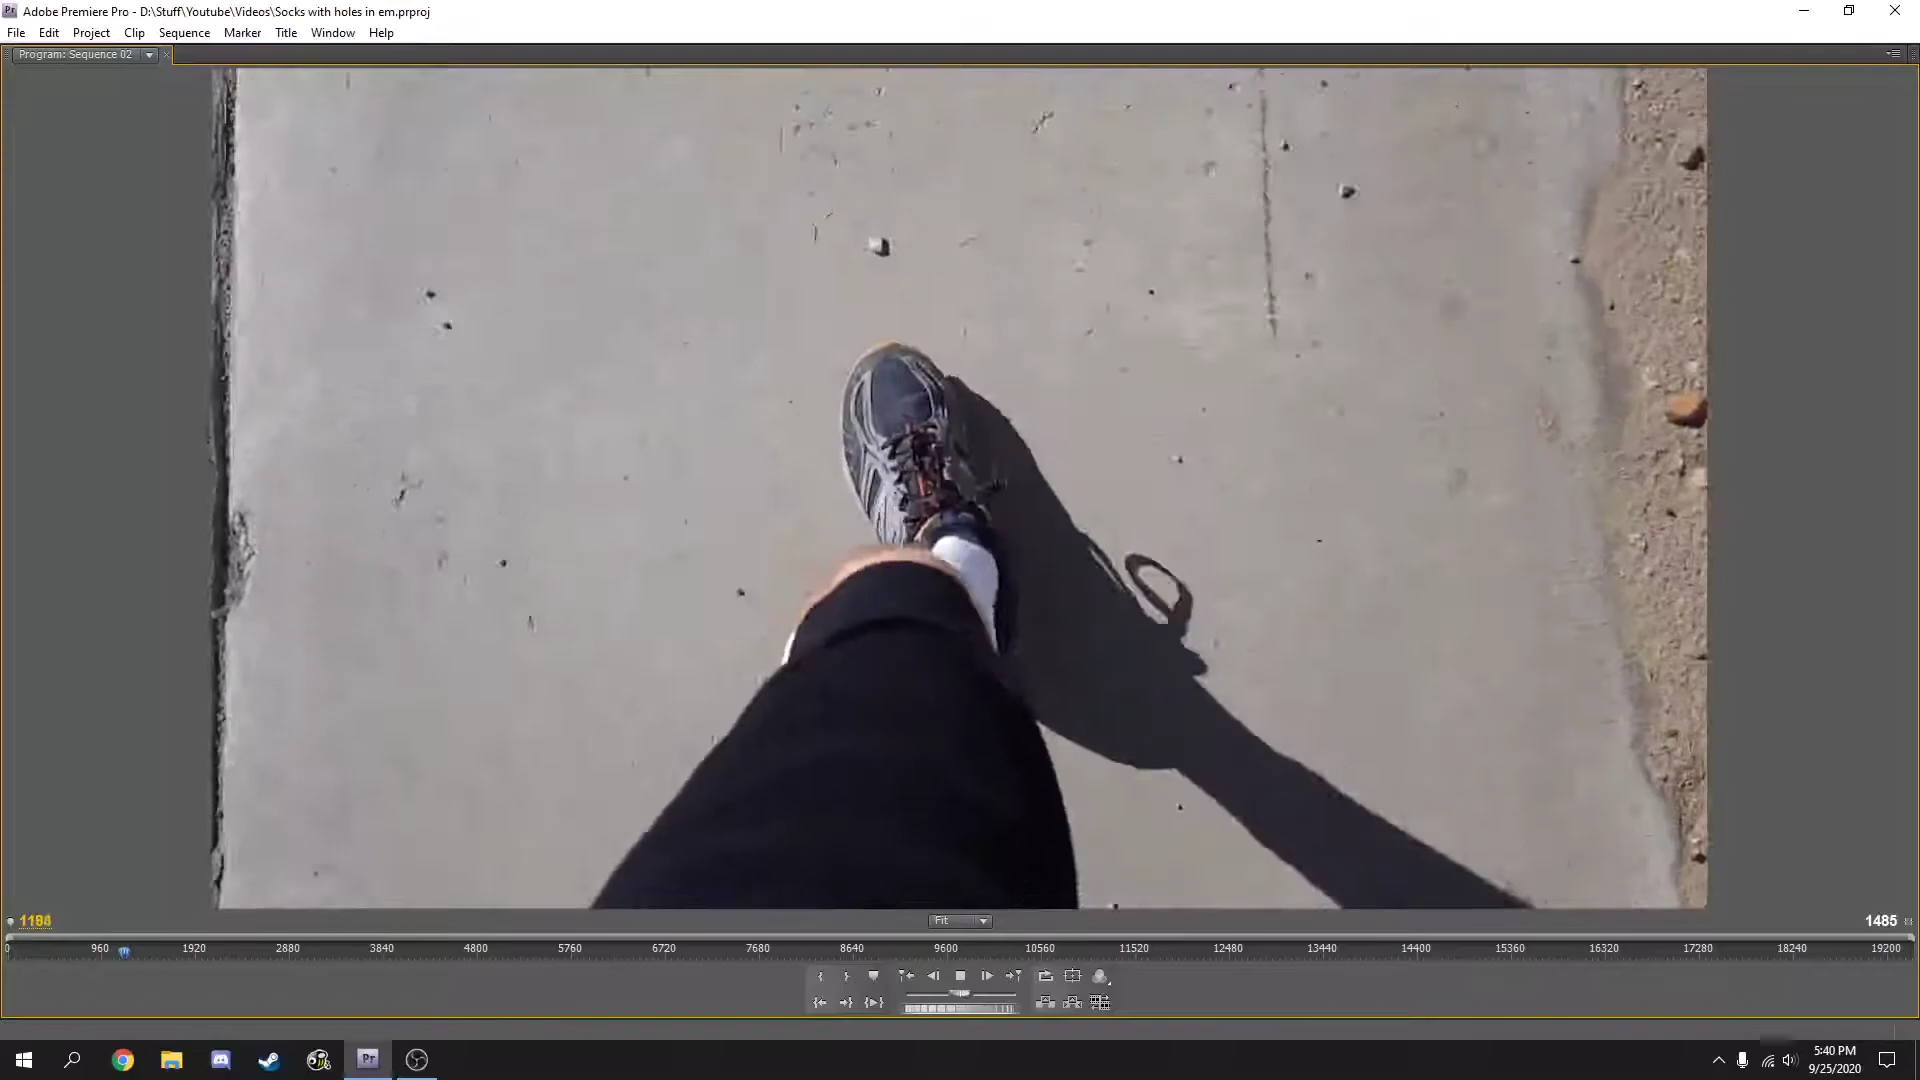 Pr Adobe Premiere Pro - D:\Stuff\Youtube\Videos\Socks with holes in em.prproj
File Edit Project Clip Sequence Marker Title Window Help
Program: Sequence 02
1184 Fit 1485
0 960 1920 2880 3840 4800 5760 6720 7680 8640 9600 10560 11520 12480 13440 14400 15360 16320 17280 18240 19200
Pr
5:40 PM
9/25/2020